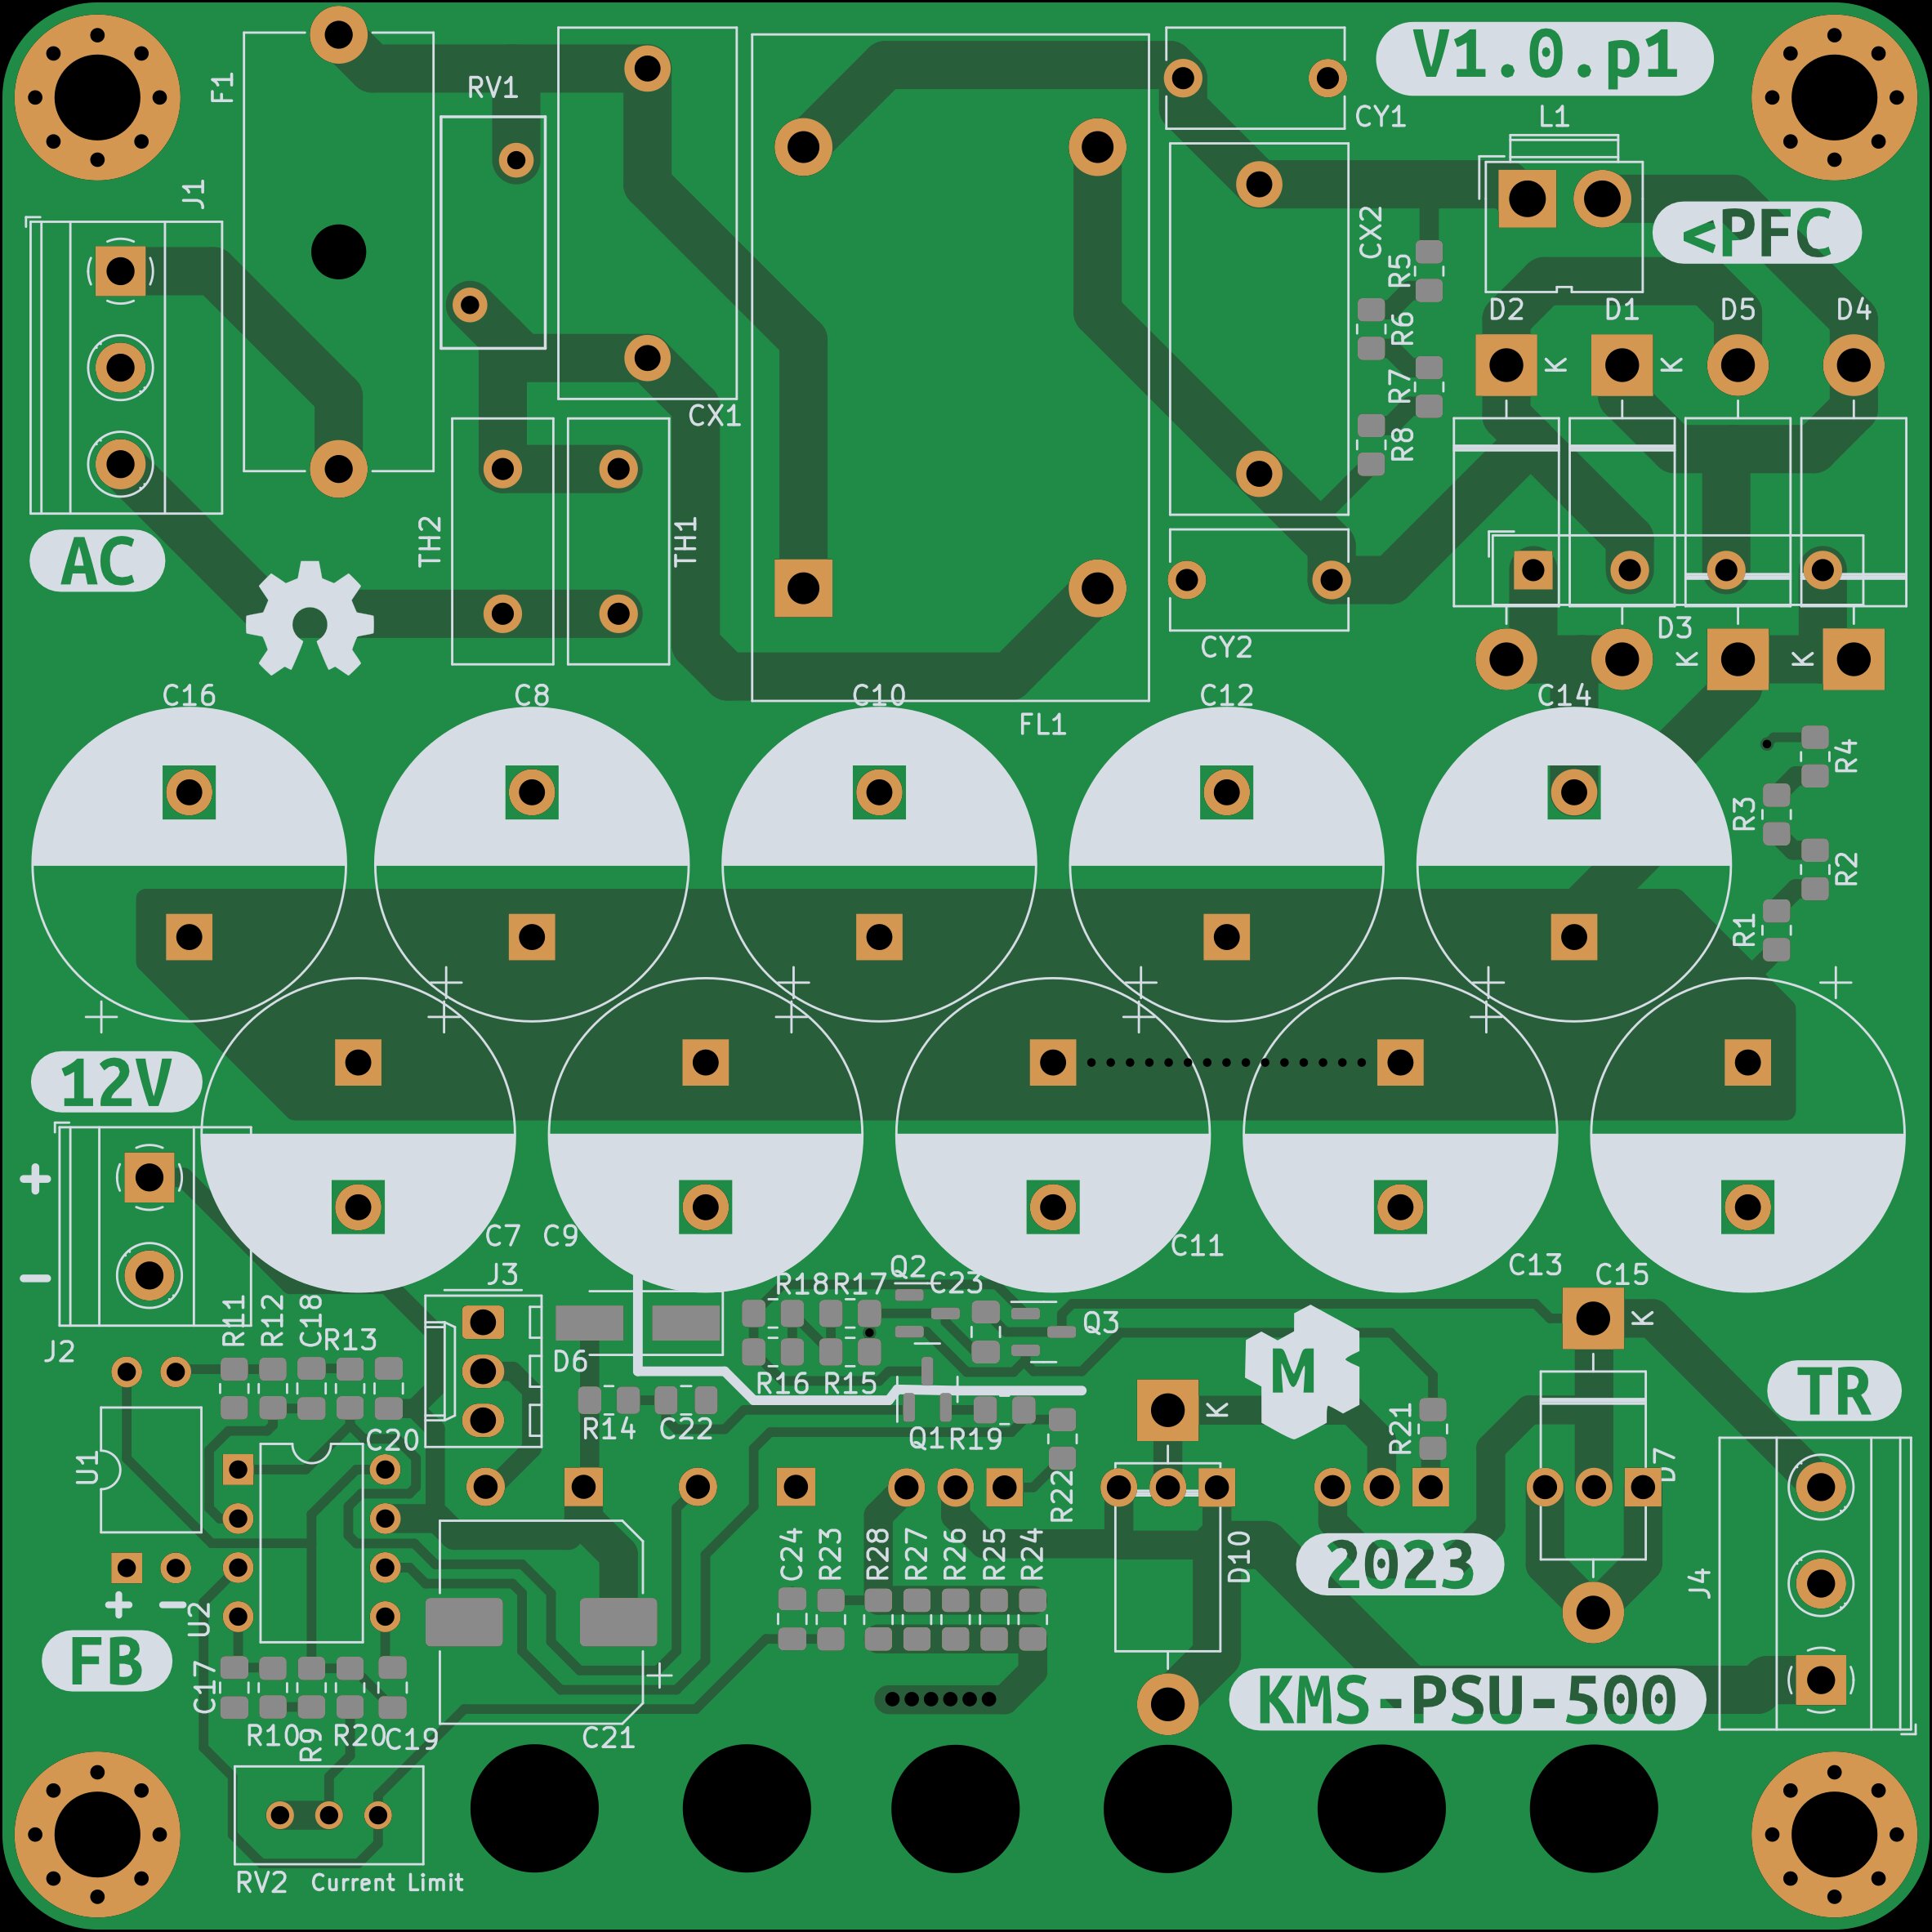 V1.0.p1
F1
RV1
CY1
L1
J1
CX2
<PFC
R5
D2
D1
D5
D4
R6
K
K
R7
CX1
R8
TH2
TH1
AC
D3
CY2
K
K
C16
C8
C10
C12
C14
FL1
R4
R3
R2
R1
+
+
+
+
+
+
+
+
+
+
12V
+
C7
C9
C11
J3
C13
C15
-
Q2
R18
R17
C23
R11
R12
C18
R13
Q3
K
J2
D6
M
R16
R15
TR
K
R14
C22
R21
C20
Q1
R19
U1
D7
R22
C24
R23
R28
R27
R26
R25
R24
D10
2023
J4
+
-
U2
FB
+
C17
KMS-PSU-500
R10
R9
R20
C19
C21
RV2
Current Limit